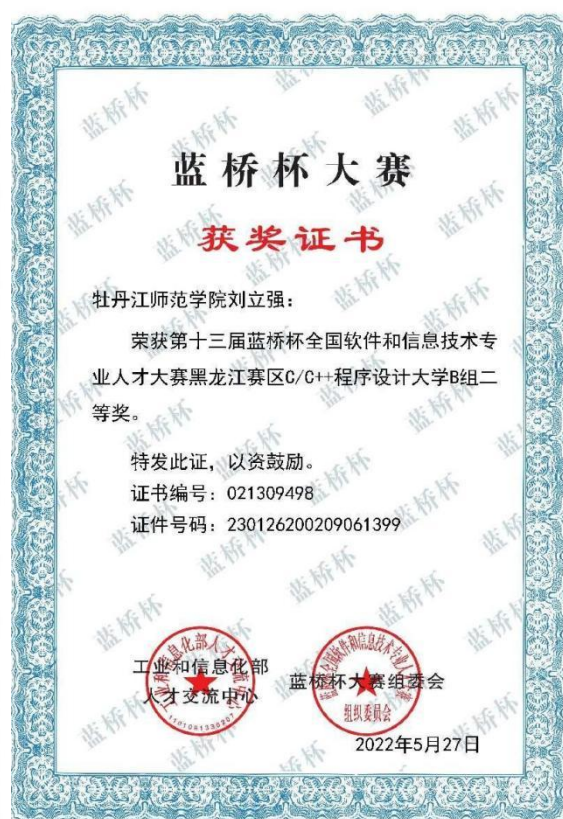 蓝桥杯大赛
获奖证书
牡丹江师范学院刘立强：
荣获第十三届蓝桥杯全国软件和信息技术专
业人才大赛黑龙江赛区C/C++程序设计大学B组二
等奖。
特发此证，以资鼓励。
证书编号：021309498
证件号码：230126200209061399
工业和信息化部
人才交流中心
蓝桥杯大赛组委会
组织委员会
2022年5月27日